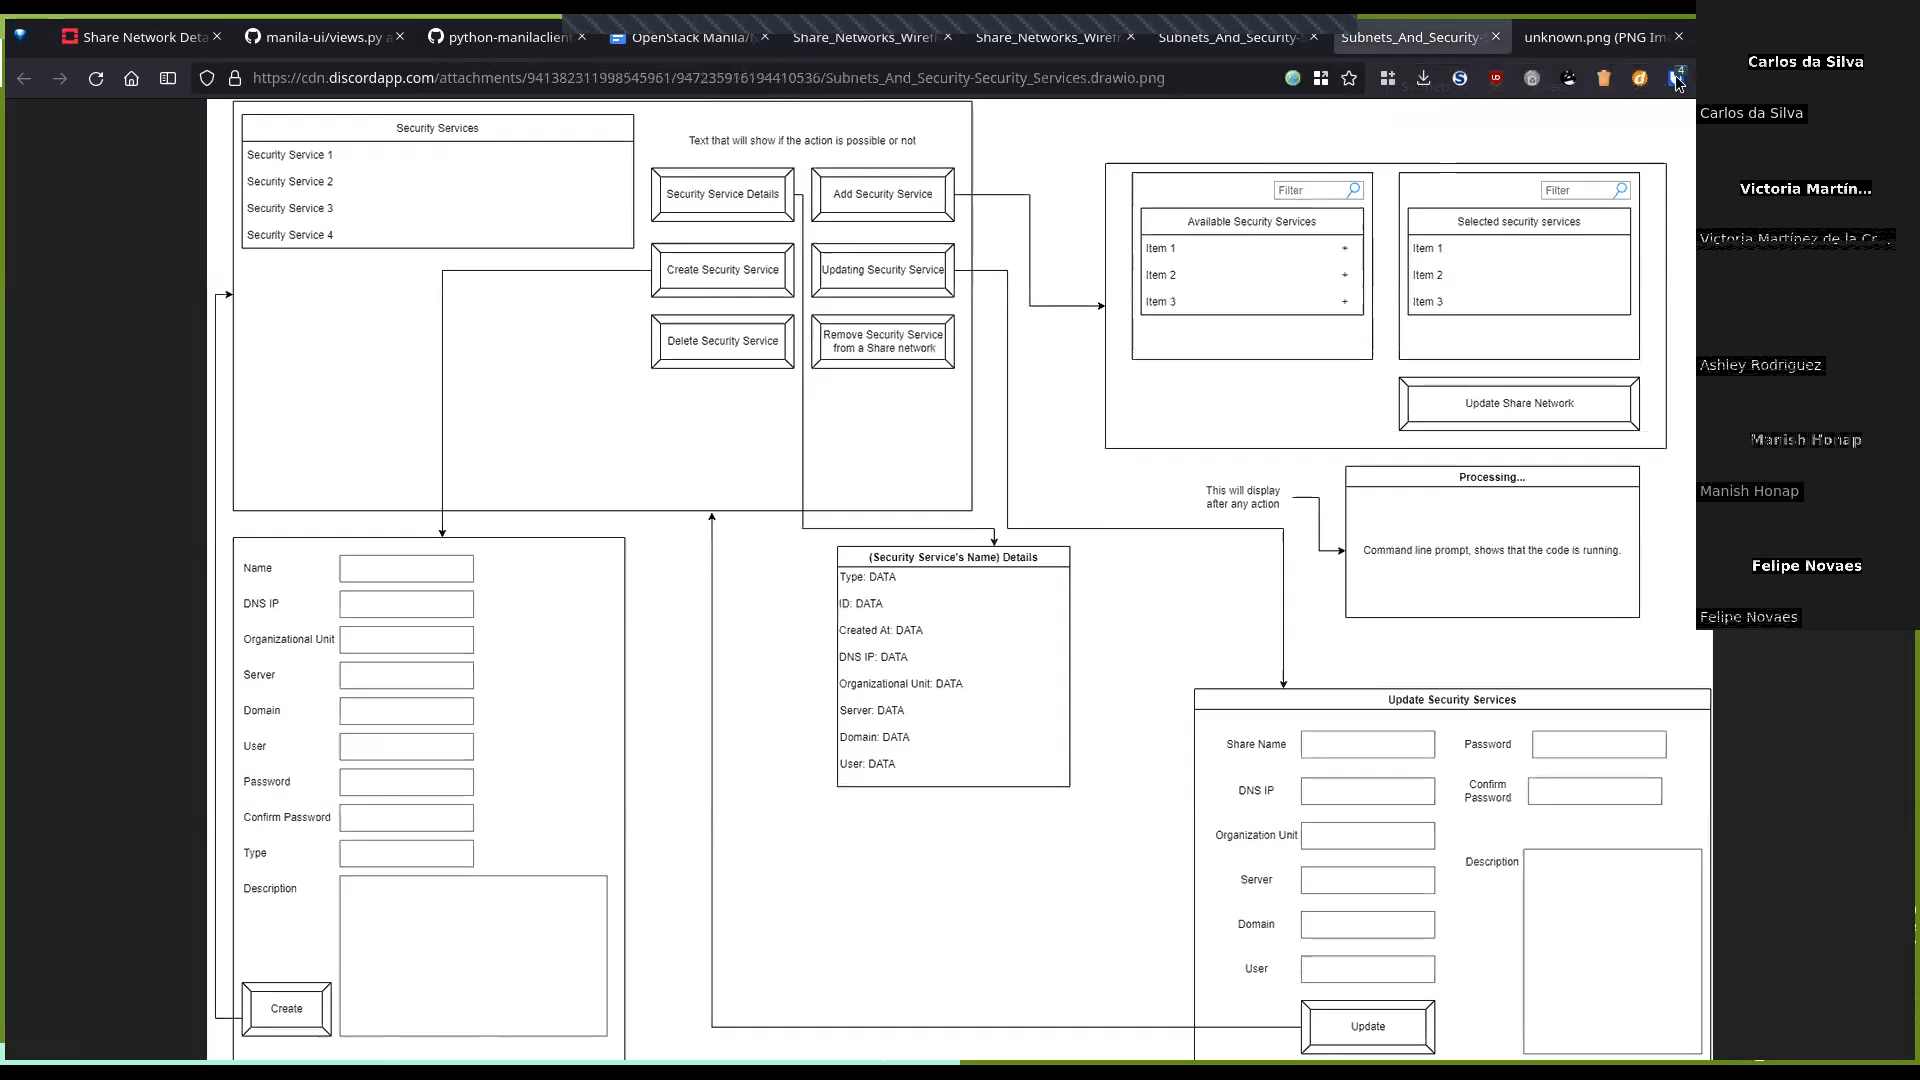 Share Network Deta
manila-ui/views.py a
python-manilaclient
OpenStack Manila/
Share_Networks_Wiref
Share_Networks_Wiref
Subnets_And_Security-
Subnets_And_Security-
unknown.png (PNG Im
https://cdn.discordapp.com/attachments/941382311998545961/947235916194410536/Subnets_And_Security-Security_Services.drawio.png
4
Security Services
Security Service 1
Security Service 2
Security Service 3
Security Service 4
Text that will show if the action is possible or not
Security Service Details
Add Security Service
Create Security Service
Updating Security Service
Delete Security Service
Remove Security Service
from a Share network
Filter
Available Security Services
Item 1 +
Item 2 +
Item 3 +
Filter
Selected security services
Item 1
Item 2
Item 3
Update Share Network
This will display
after any action
Processing...
Command line prompt, shows that the code is running.
Name
DNS IP
Organizational Unit
Server
Domain
User
Password
Confirm Password
Type
Description
Create
(Security Service's Name) Details
Type: DATA
ID: DATA
Created At: DATA
DNS IP: DATA
Organizational Unit: DATA
Server: DATA
Domain: DATA
User: DATA
Update Security Services
Share Name
DNS IP
Organization Unit
Server
Domain
User
Password
Confirm
Password
Description
Update
Carlos da Silva
Carlos da Silva
Victoria Martín...
Victoria Martínez de la Cr...
Ashley Rodriguez
Manish Honap
Manish Honap
Felipe Novaes
Felipe Novaes